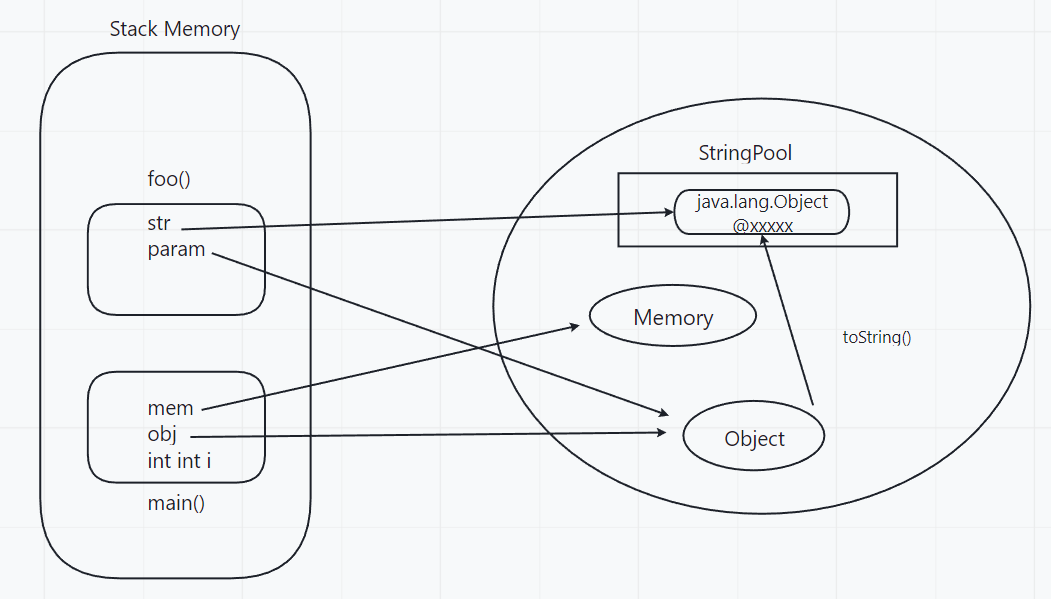 Stack Memory
foo()
str
param
mem
obj
int int i
main()
StringPool
java.lang.Object
@xxxxx
Memory
toString()
Object